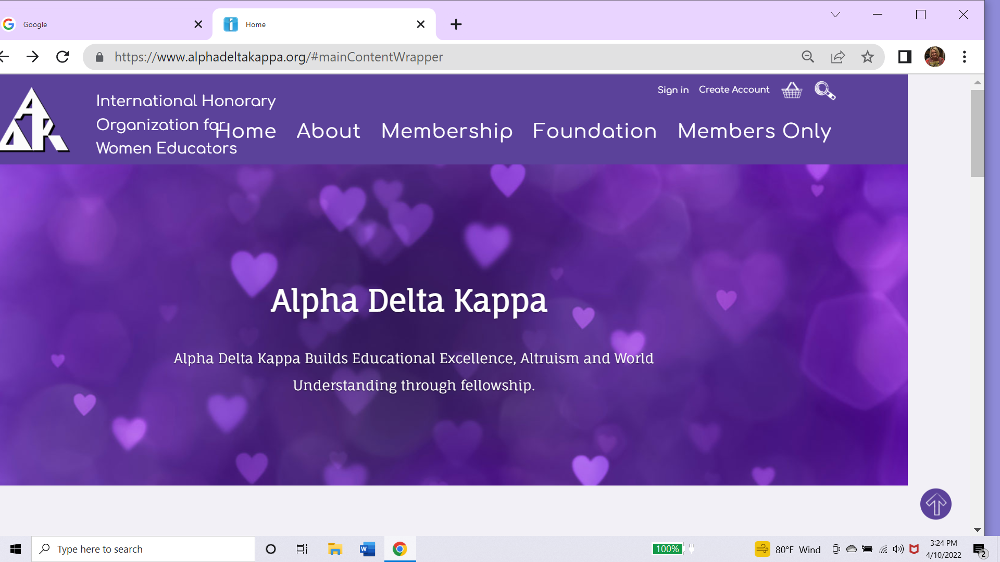 Google
Home
https://www.alphadeltakappa.org/#mainContentWrapper
Sign in
Create Account
AΔK
International Honorary
Organization for
Women Educators
Home
About
Membership
Foundation
Members Only
Alpha Delta Kappa
Alpha Delta Kappa Builds Educational Excellence, Altruism and World
Understanding through fellowship.
Type here to search
W
100%
80°F Wind
3:24 PM
4/10/2022
2